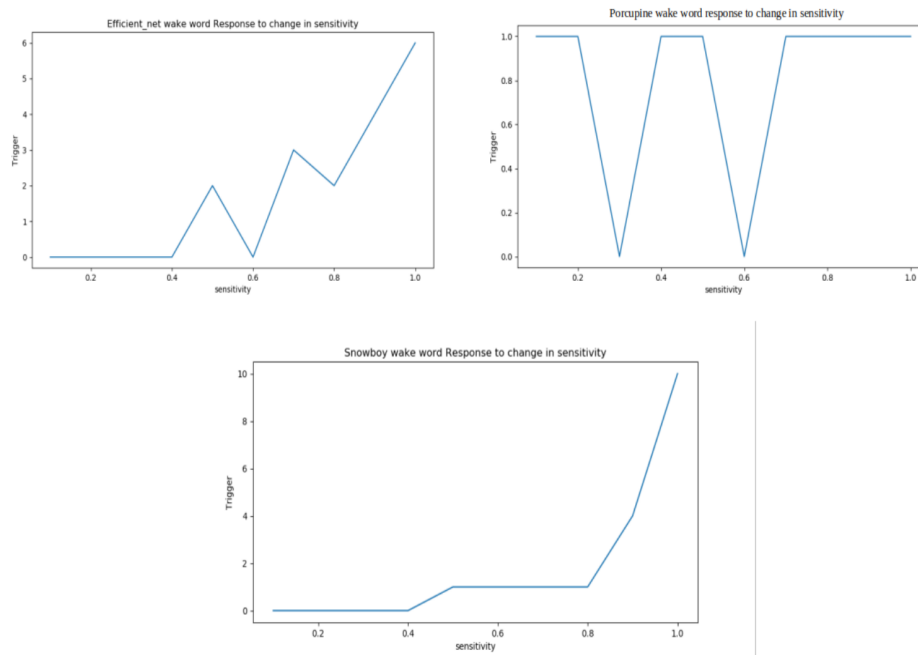 Efficient_net wake word Response to change in sensitivity
6
5
4
3
2
1
0
Trigger
0.2 0.4 0.6 0.8 1.0
sensitivity
Porcupine wake word response to change in sensitivity
1.0
0.8
0.6
0.4
0.2
0.0
Trigger
0.2 0.4 0.6 0.8 1.0
sensitivity
Snowboy wake word Response to change in sensitivity
10
8
6
4
2
0
Trigger
0.2 0.4 0.6 0.8 1.0
sensitivity